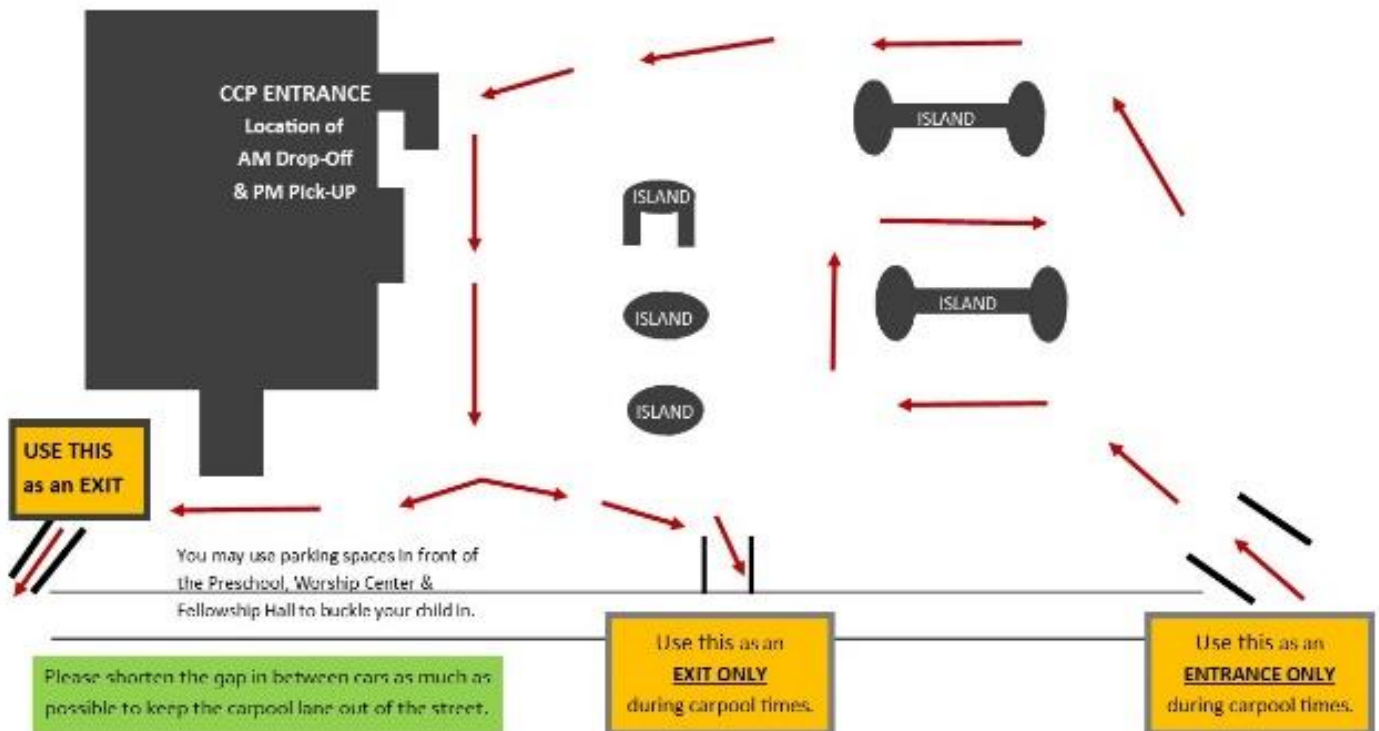 CCP ENTRANCE
Location of
AM Drop-Off
& PM Pick-UP
ISLAND
ISLAND
ISLAND
ISLAND
ISLAND
USE THIS
as an EXIT
You may use parking spaces in front of
the Preschool, Worship Center &
Fellowship Hall to buckle your child in.
Please shorten the gap in between cars as much as
possible to keep the carpool lane out of the street.
Use this as an
EXIT ONLY
during carpool times.
Use this as an
ENTRANCE ONLY
during carpool times.